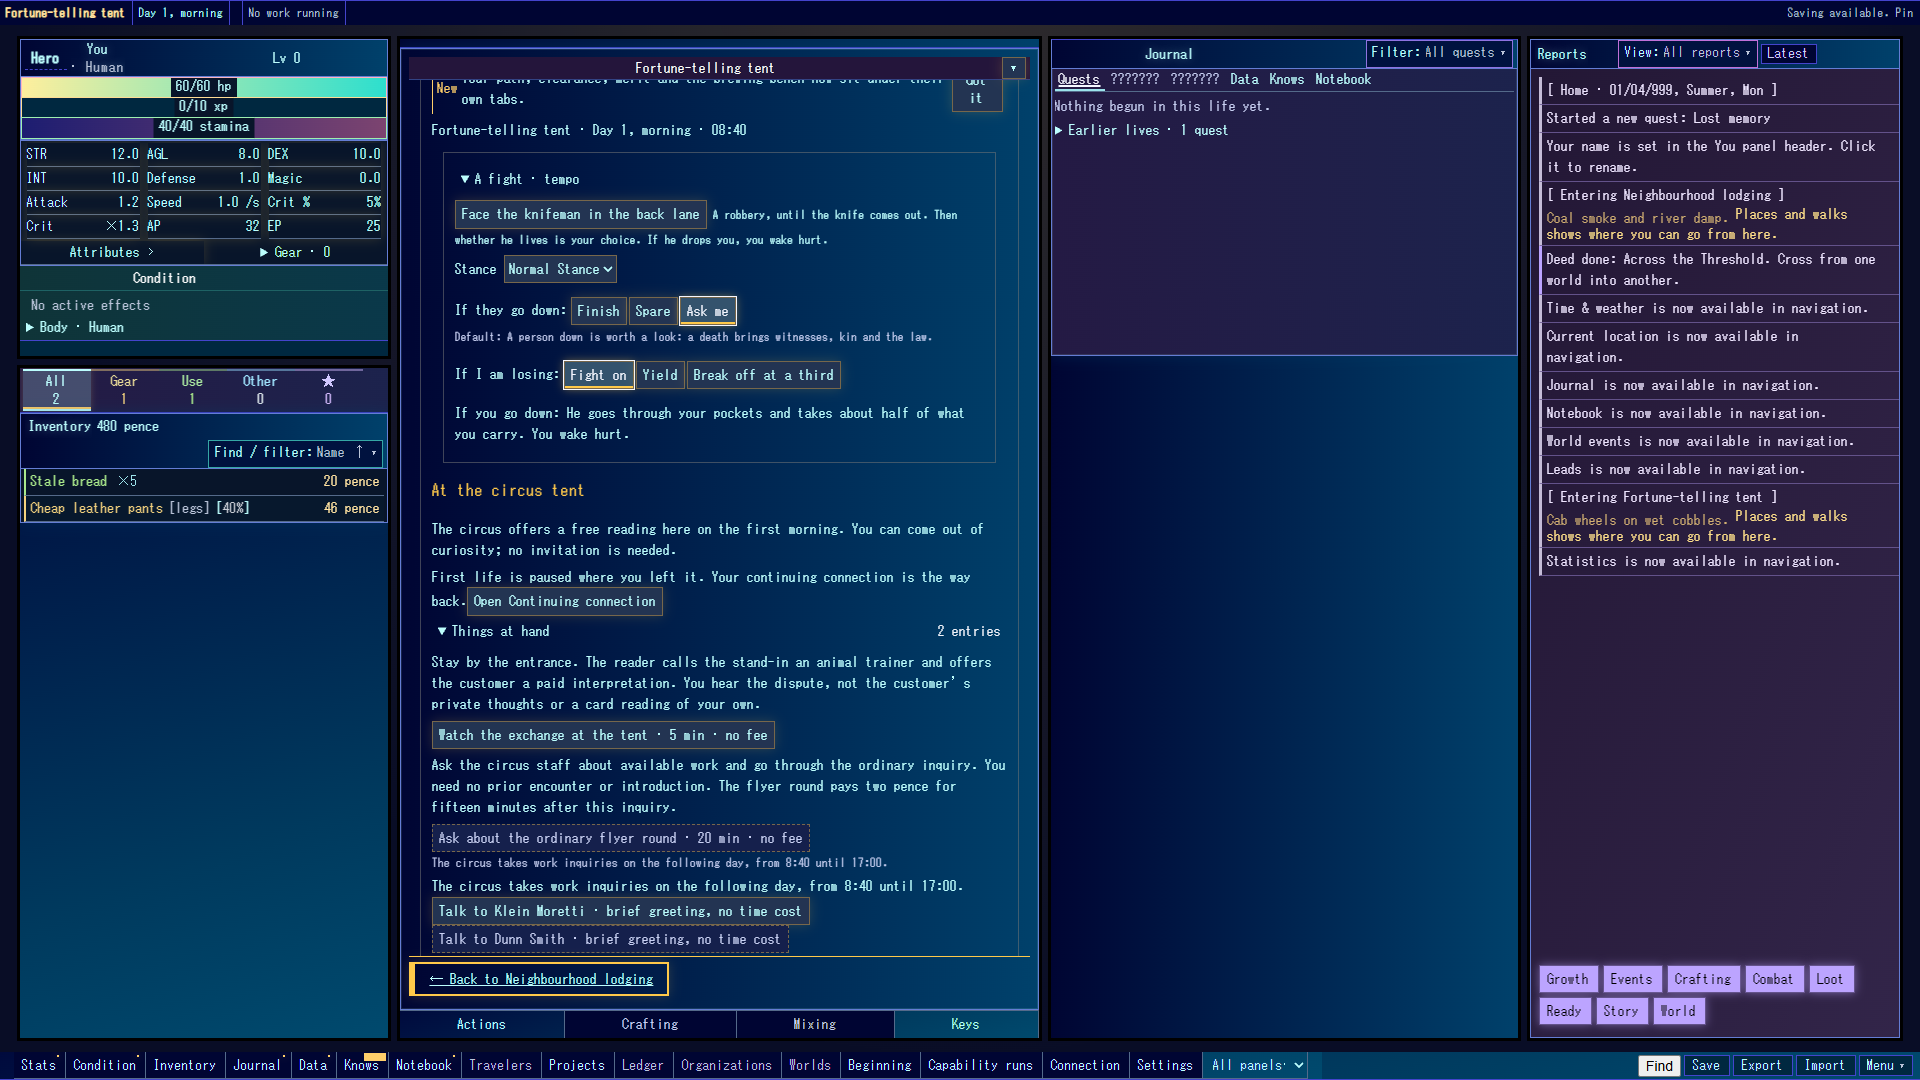 Fortune-telling tent
Day 1, morning
No work running
Saving available. Pin
Hero · You
Human
Lv 0
60/60 hp
0/10 xp
40/40 stamina
STR 12.0 AGL 8.0 DEX 10.0
INT 10.0 Defense 1.0 Magic 0.0
Attack 1.2 Speed 1.0 /s Crit % 5%
Crit ×1.3 AP 32 EP 25
Attributes >
▶ Gear · 0
Condition
No active effects
▶ Body · Human
All Gear Use Other ★
2 1 1 0 0
Inventory 480 pence
Find / filter: Name ↑ ▾
Stale bread ×5 20 pence
Cheap leather pants [legs] [40%] 46 pence
Fortune-telling tent
▾
New
own tabs.
it
Fortune-telling tent · Day 1, morning · 08:40
▼ A fight · tempo
Face the knifeman in the back lane A robbery, until the knife comes out. Then
whether he lives is your choice. If he drops you, you wake hurt.
Stance Normal Stance
If they go down: Finish Spare Ask me
Default: A person down is worth a look: a death brings witnesses, kin and the law.
If I am losing: Fight on Yield Break off at a third
If you go down: He goes through your pockets and takes about half of what
you carry. You wake hurt.
At the circus tent
The circus offers a free reading here on the first morning. You can come out of
curiosity; no invitation is needed.
First life is paused where you left it. Your continuing connection is the way
back. Open Continuing connection
▼ Things at hand 2 entries
Stay by the entrance. The reader calls the stand-in an animal trainer and offers
the customer a paid interpretation. You hear the dispute, not the customer’s
private thoughts or a card reading of your own.
Watch the exchange at the tent · 5 min · no fee
Ask the circus staff about available work and go through the ordinary inquiry. You
need no prior encounter or introduction. The flyer round pays two pence for
fifteen minutes after this inquiry.
Ask about the ordinary flyer round · 20 min · no fee
The circus takes work inquiries on the following day, from 8:40 until 17:00.
The circus takes work inquiries on the following day, from 8:40 until 17:00.
Talk to Klein Moretti · brief greeting, no time cost
Talk to Dunn Smith · brief greeting, no time cost
← Back to Neighbourhood lodging
Actions Crafting Mixing Keys
Journal
Filter: All quests ▾
Quests ??????? ??????? Data Knows Notebook
Nothing begun in this life yet.
▶ Earlier lives · 1 quest
Reports
View: All reports ▾
Latest
[ Home · 01/04/999, Summer, Mon ]
Started a new quest: Lost memory
Your name is set in the You panel header. Click
it to rename.
[ Entering Neighbourhood lodging ]
Coal smoke and river damp. Places and walks
shows where you can go from here.
Deed done: Across the Threshold. Cross from one
world into another.
Time & weather is now available in navigation.
Current location is now available in
navigation.
Journal is now available in navigation.
Notebook is now available in navigation.
World events is now available in navigation.
Leads is now available in navigation.
[ Entering Fortune-telling tent ]
Cab wheels on wet cobbles. Places and walks
shows where you can go from here.
Statistics is now available in navigation.
Growth Events Crafting Combat Loot
Ready Story World
Stats Condition Inventory Journal Data Knows Notebook Travelers Projects Ledger Organizations Worlds Beginning Capability runs Connection Settings All panels
Find Save Export Import Menu ▾